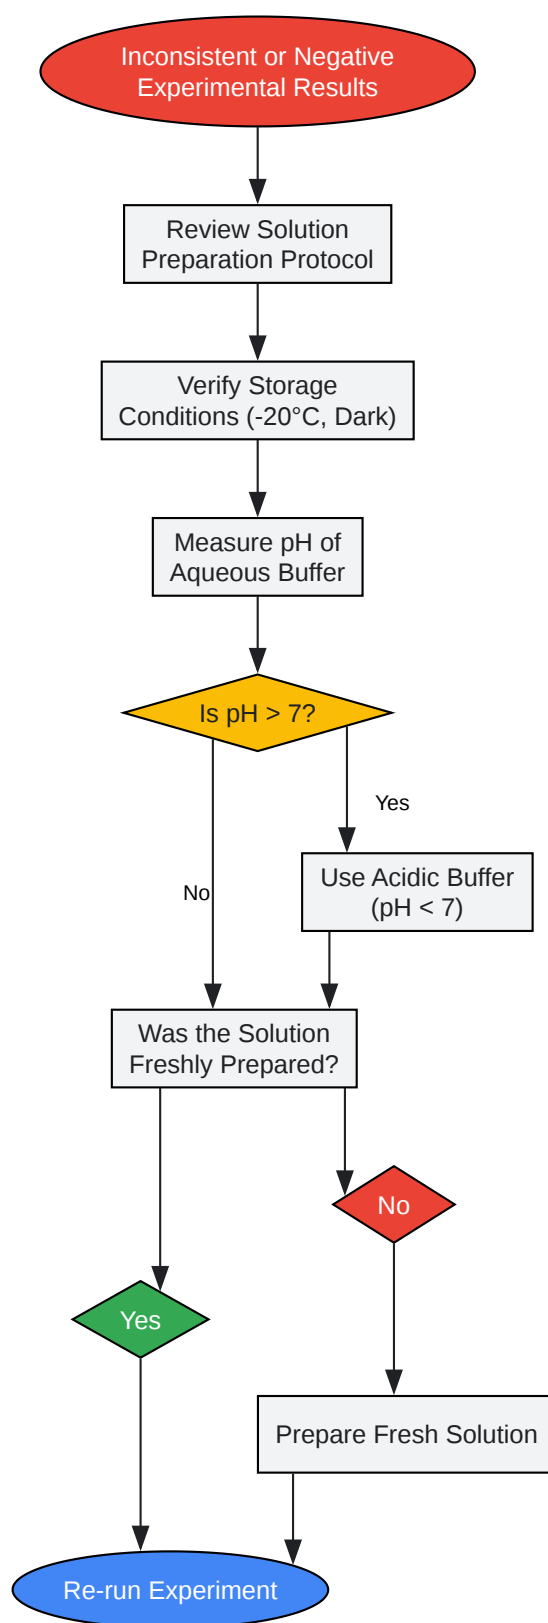 Inconsistent or Negative
Experimental Results
Review Solution
Preparation Protocol
Verify Storage
Conditions (-20°C, Dark)
Measure pH of
Aqueous Buffer
Is pH > 7?
Yes
Use Acidic Buffer
(pH < 7)
No
Was the Solution
Freshly Prepared?
No
Yes
Prepare Fresh Solution
Re-run Experiment